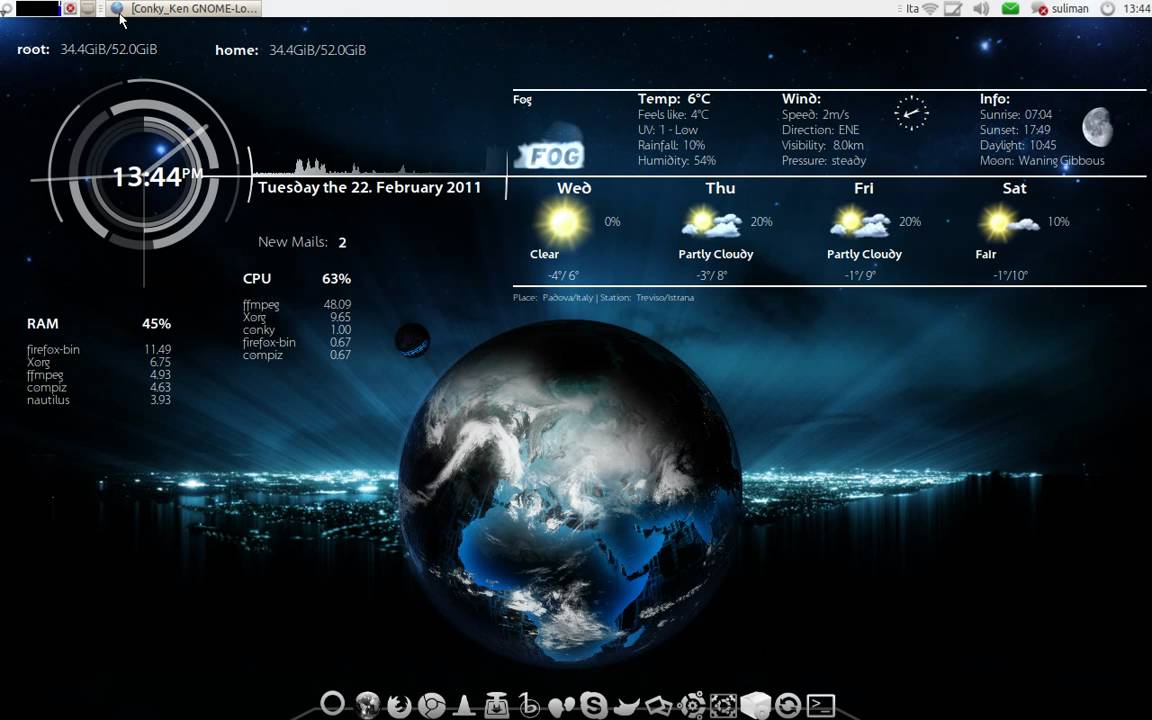 [Conky_Ken GNOME-Lo...
Ita
suliman
13:44
root: 34.4GiB/52.0GiB
home: 34.4GiB/52.0GiB
13:44PM
Tuesday the 22. February 2011
New Mails: 2
CPU 63%
ffmpeg 48.09
Xorg 9.65
conky 1.00
firefox-bin 0.67
compiz 0.67
RAM 45%
firefox-bin 11.49
Xorg 6.75
ffmpeg 4.93
compiz 4.63
nautilus 3.93
Fog
FOG
Temp: 6°C
Feels like: 4°C
UV: 1 - Low
Rainfall: 10%
Humidity: 54%
Wind:
Speed: 2m/s
Direction: ENE
Visibility: 8.0km
Pressure: steady
Info:
Sunrise: 07:04
Sunset: 17:49
Daylight: 10:45
Moon: Waning Gibbous
Wed Thu Fri Sat
0% 20% 20% 10%
Clear Partly Cloudy Partly Cloudy Fair
-4°/ 6° -3°/ 8° -1°/ 9° -1°/10°
Place: Padova/Italy | Station: Treviso/Istrana